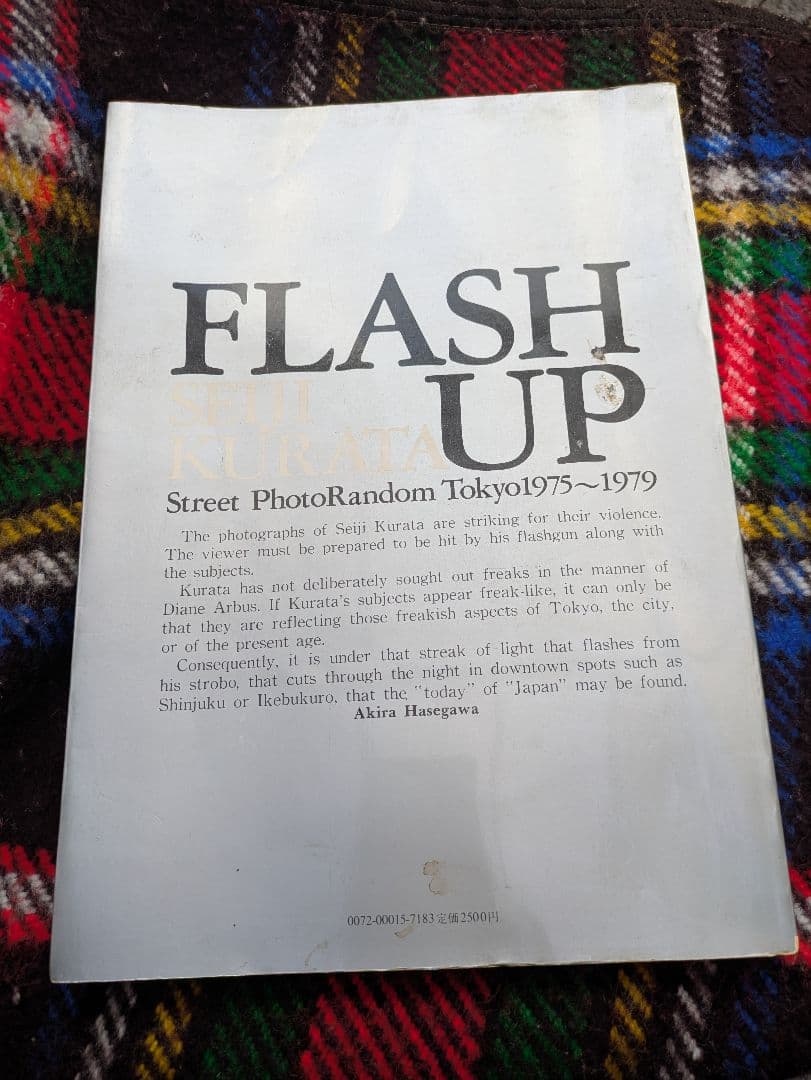 FLASH
SEIJI
KURATA UP
Street PhotoRandom Tokyo1975〜1979
The photographs of Seiji Kurata are striking for their violence.
The viewer must be prepared to be hit by his flashgun along with
the subjects.
Kurata has not deliberately sought out freaks in the manner of
Diane Arbus. If Kurata's subjects appear freak-like, it can only be
that they are reflecting those freakish aspects of Tokyo, the city,
or of the present age.
Consequently, it is under that streak of light that flashes from
his strobo, that cuts through the night in downtown spots such as
Shinjuku or Ikebukuro, that the "today" of "Japan" may be found.
Akira Hasegawa
0072-00015-7183 定価2500円